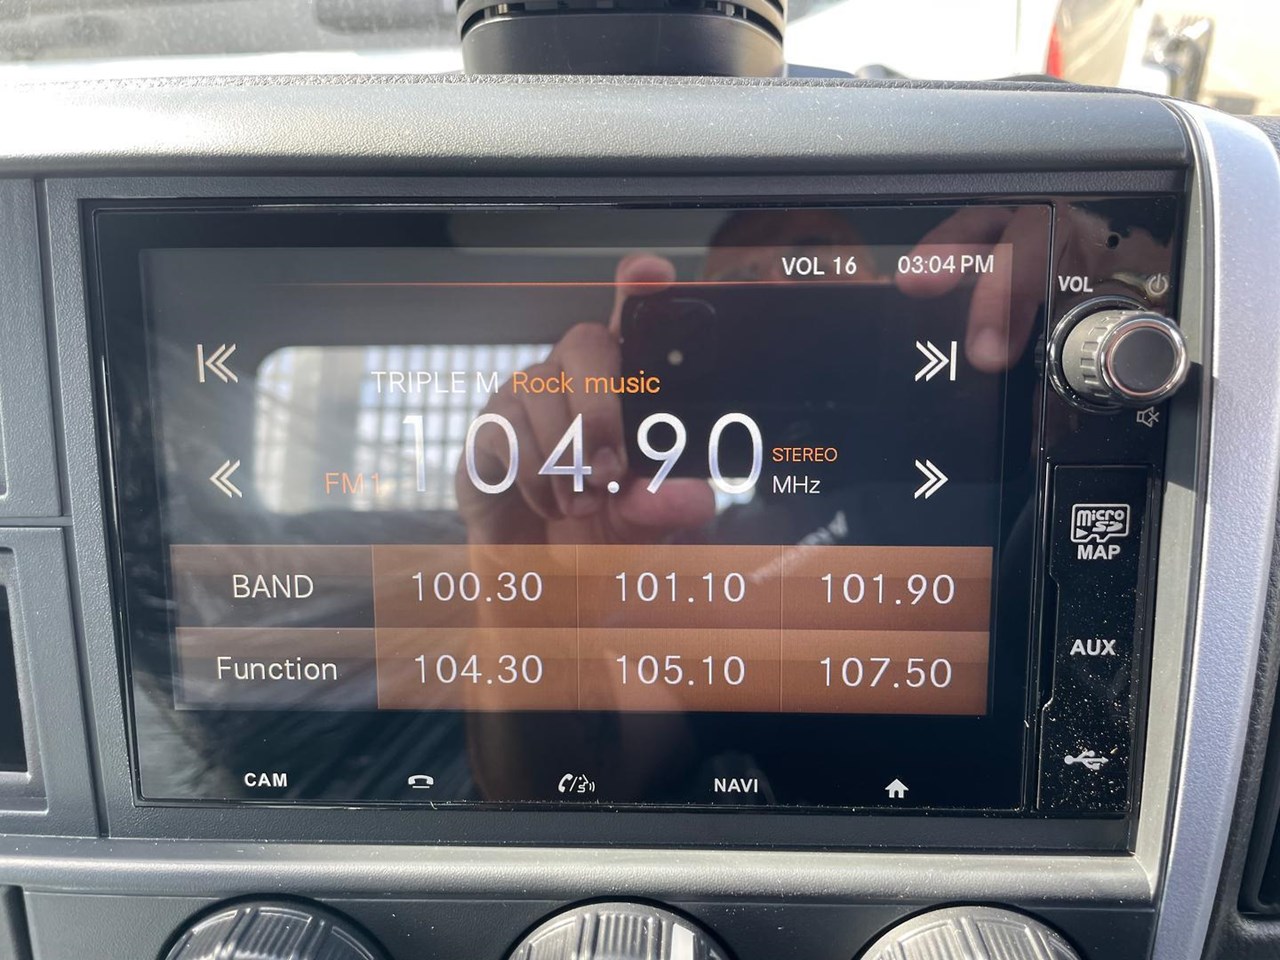 VOL 16 03:04 PM
VOL
TRIPLE M Rock music
FM1 104.90 STEREO
MHz
BAND 100.30 101.10 101.90
Function 104.30 105.10 107.50
CAM NAVI
micro
SD
MAP
AUX